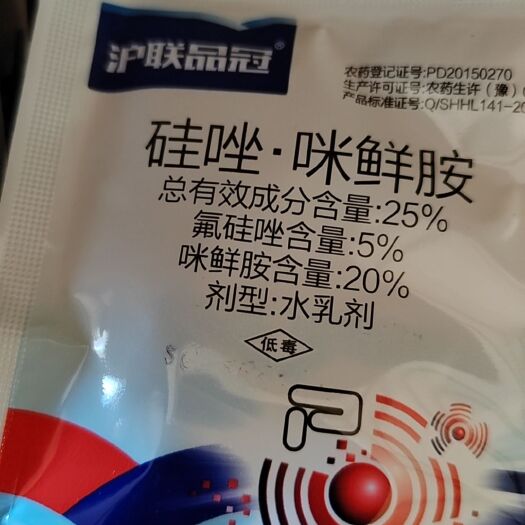 沪联品冠®
农药登记证号:PD20150270
生产许可证号:农药生许(豫)
产品标准证号:Q/SHHL141-20
硅唑·咪鲜胺
总有效成分含量:25%
氟硅唑含量:5%
咪鲜胺含量:20%
剂型:水乳剂
低毒